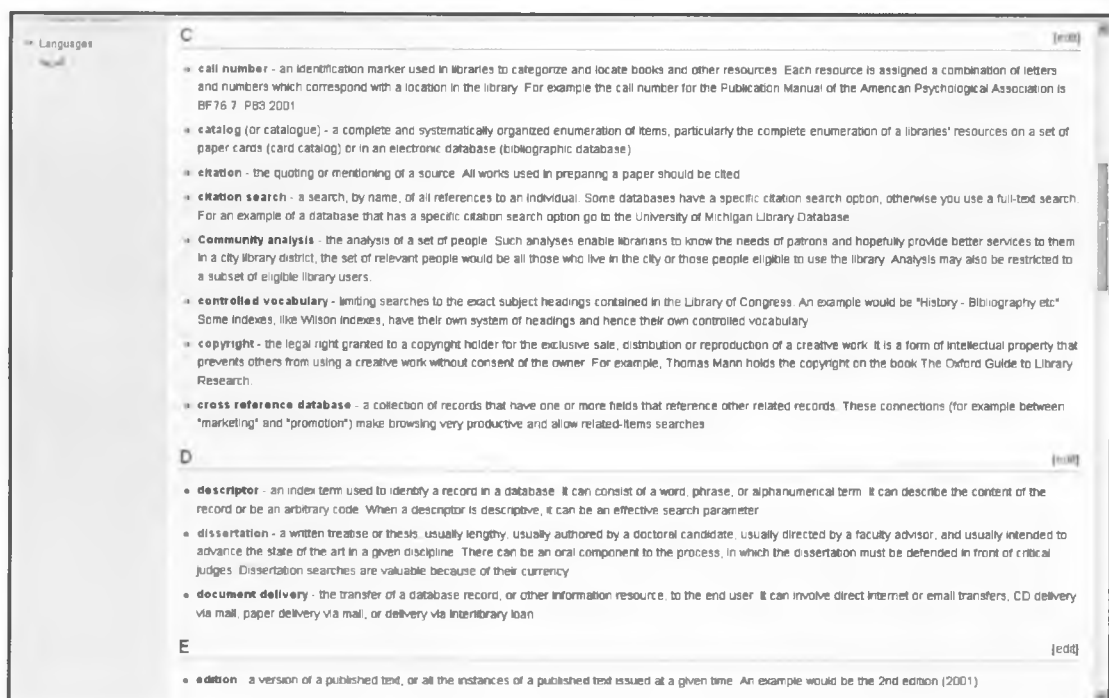 Languages
C [edit]
call number - an identification marker used in libraries to categorize and locate books and other resources. Each resource is assigned a combination of letters
and numbers which correspond with a location in the library. For example the call number for the Publication Manual of the American Psychological Association is
BF76.7 .P83 2001
catalog (or catalogue) - a complete and systematically organized enumeration of items, particularly the complete enumeration of a libraries' resources on a set of
paper cards (card catalog) or in an electronic database (bibliographic database)
citation - the quoting or mentioning of a source. All works used in preparing a paper should be cited
citation search - a search, by name, of all references to an individual. Some databases have a specific citation search option, otherwise you use a full-text search.
For an example of a database that has a specific citation search option go to the University of Michigan Library Database
Community analysis - the analysis of a set of people. Such analyses enable librarians to know the needs of patrons and hopefully provide better services to them
In a city library district, the set of relevant people would be all those who live in the city or those people eligible to use the library. Analysis may also be restricted to
a subset of eligible library users.
controlled vocabulary - limiting searches to the exact subject headings contained in the Library of Congress. An example would be "History - Bibliography etc"
Some indexes, like Wilson indexes, have their own system of headings and hence their own controlled vocabulary
copyright - the legal right granted to a copyright holder for the exclusive sale, distribution or reproduction of a creative work. It is a form of intellectual property that
prevents others from using a creative work without consent of the owner. For example, Thomas Mann holds the copyright on the book The Oxford Guide to Library
Research.
cross reference database - a collection of records that have one or more fields that reference other related records. These connections (for example between
"marketing" and "promotion") make browsing very productive and allow related-items searches
D [edit]
descriptor - an index term used to identify a record in a database. It can consist of a word, phrase, or alphanumerical term. It can describe the content of the
record or be an arbitrary code. When a descriptor is descriptive, it can be an effective search parameter
dissertation - a written treatise or thesis, usually lengthy, usually authored by a doctoral candidate, usually directed by a faculty advisor, and usually intended to
advance the state of the art in a given discipline. There can be an oral component to the process, in which the dissertation must be defended in front of critical
judges. Dissertation searches are valuable because of their currency
document delivery - the transfer of a database record, or other information resource, to the end user. It can involve direct internet or email transfers, CD delivery
via mail, paper delivery via mail, or delivery via interlibrary loan
E [edit]
edition a version of a published text, or all the instances of a published text issued at a given time. An example would be the 2nd edition (2001)